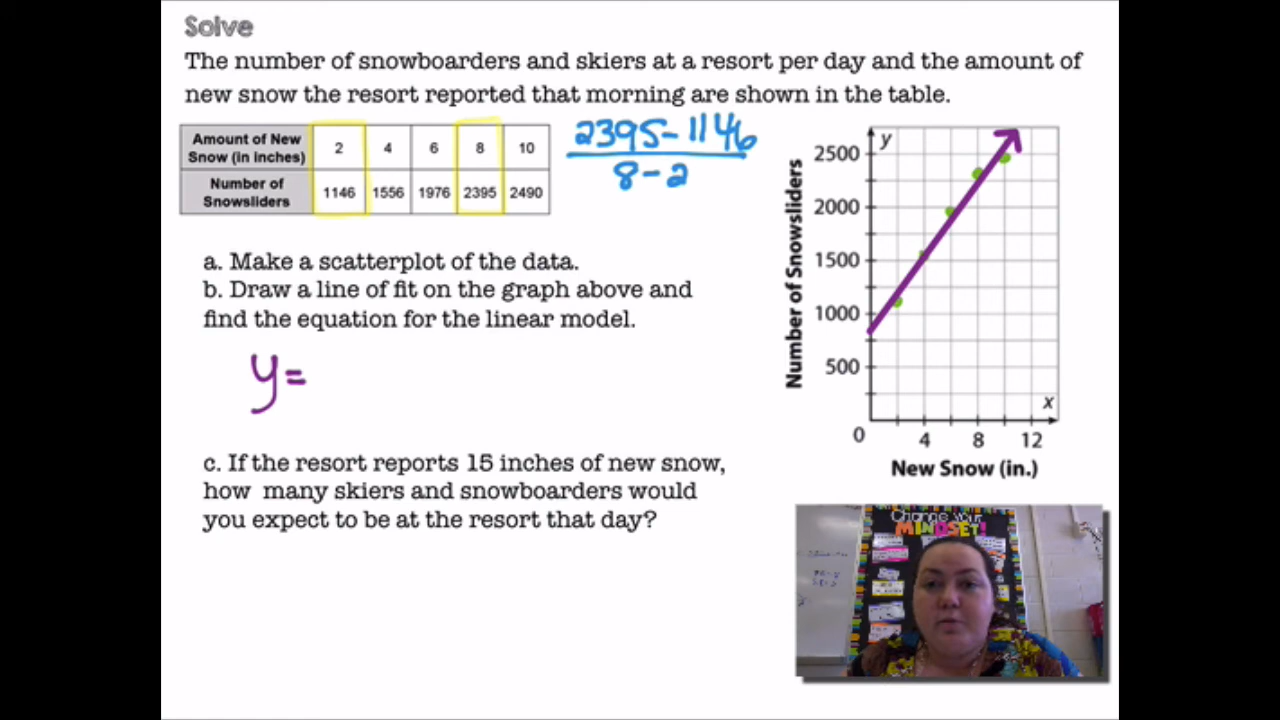 Solve
The number of snowboarders and skiers at a resort per day and the amount of
new snow the resort reported that morning are shown in the table.
Amount of New
Snow (in inches) 2 4 6 8 10
Number of
Snowsliders 1146 1556 1976 2395 2490
2395-1146
8-2
a. Make a scatterplot of the data.
b. Draw a line of fit on the graph above and
find the equation for the linear model.
y=
c. If the resort reports 15 inches of new snow,
how many skiers and snowboarders would
you expect to be at the resort that day?
Number of Snowsliders
y
2500
2000
1500
1000
500
x
0 4 8 12
New Snow (in.)
Change Your
MINDSET!